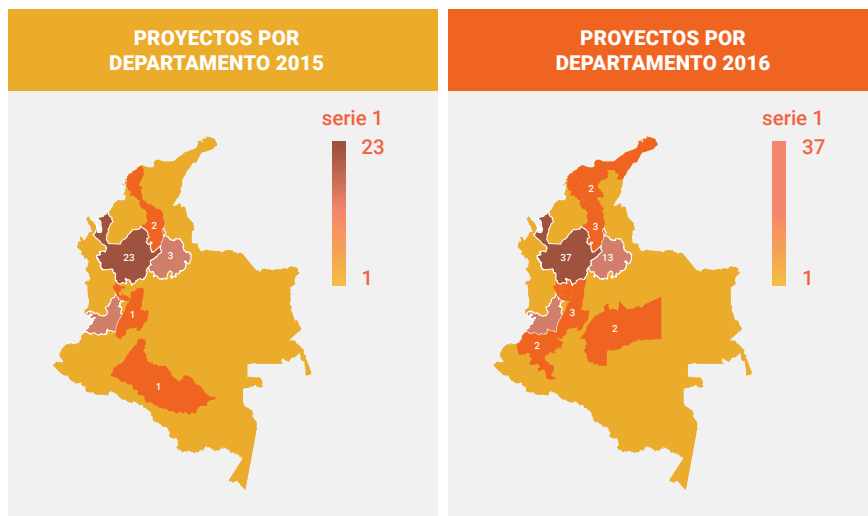 PROYECTOS POR
DEPARTAMENTO 2015
serie 1
23
1
2
23
3
1
1
PROYECTOS POR
DEPARTAMENTO 2016
serie 1
37
1
2
3
37
13
3
2
2